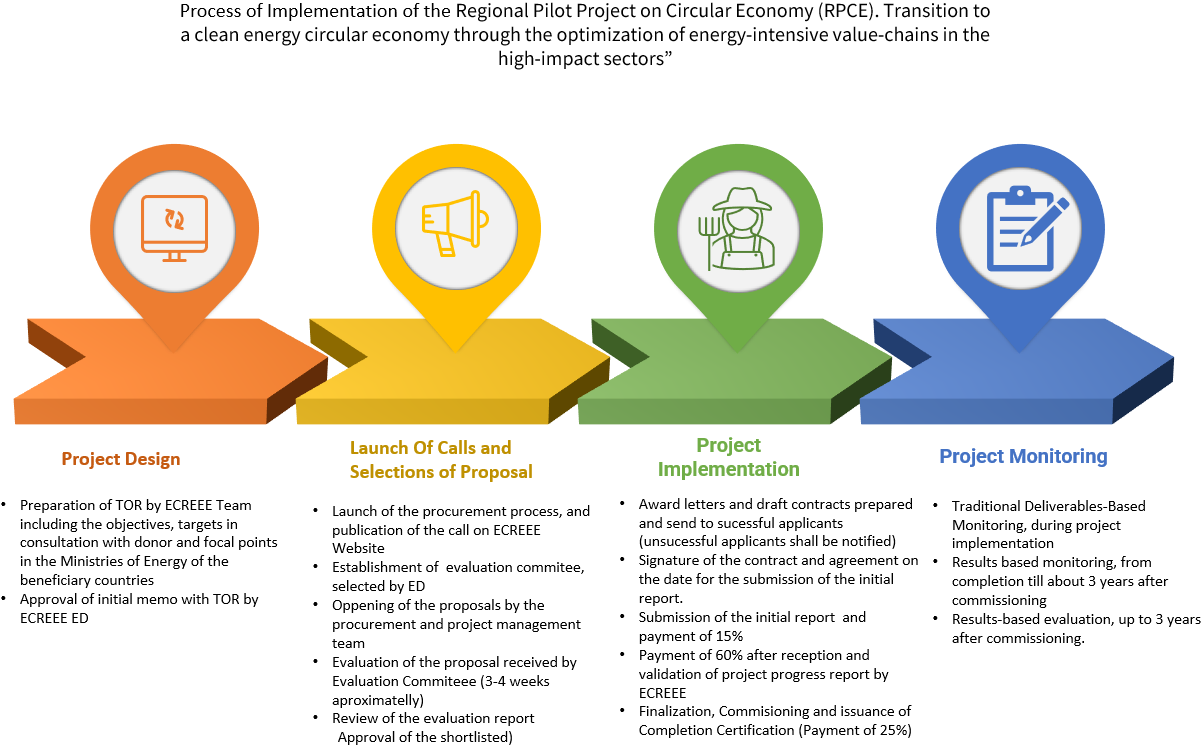 Process of Implementation of the Regional Pilot Project on Circular Economy (RPCE). Transition to
a clean energy circular economy through the optimization of energy-intensive value-chains in the
high-impact sectors”
Project Design
• Preparation of TOR by ECREEE Team
including the objectives, targets in
consultation with donor and focal points
in the Ministries of Energy of the
beneficiary countries
• Approval of initial memo with TOR by
ECREEE ED
Launch Of Calls and
Selections of Proposal
• Launch of the procurement process, and
publication of the call on ECREEE
Website
• Establishment of evaluation commitee,
selected by ED
• Oppening of the proposals by the
procurement and project management
team
• Evaluation of the proposal received by
Evaluation Commiteee (3-4 weeks
aproximatelly)
• Review of the evaluation report
Approval of the shortlisted)
Project
Implementation
• Award letters and draft contracts prepared
and send to sucessful applicants
(unsucessful applicants shall be notified)
• Signature of the contract and agreement on
the date for the submission of the initial
report.
• Submission of the initial report and
payment of 15%
• Payment of 60% after reception and
validation of project progress report by
ECREEE
• Finalization, Commisioning and issuance of
Completion Certification (Payment of 25%)
Project Monitoring
• Traditional Deliverables-Based
Monitoring, during project
implementation
• Results based monitoring, from
completion till about 3 years after
commissioning
• Results-based evaluation, up to 3 years
after commissioning.